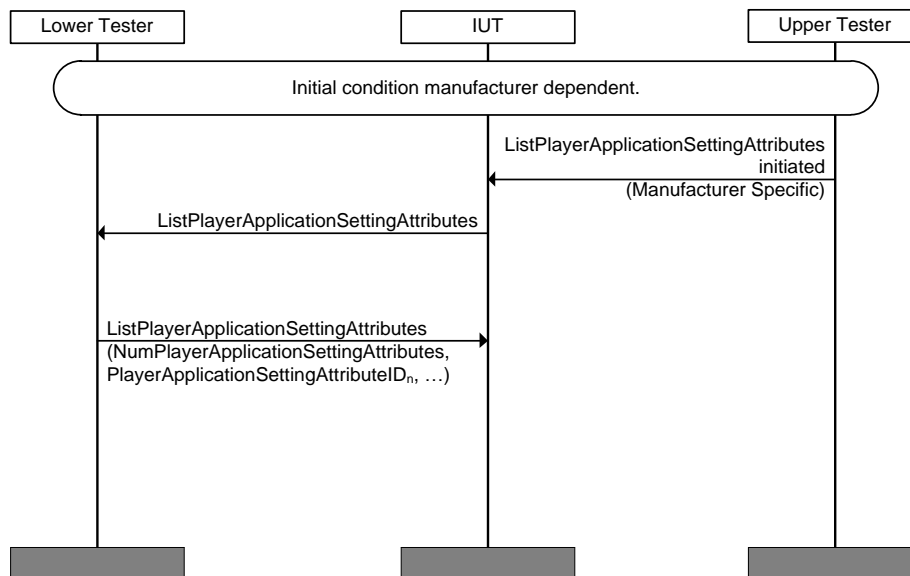 Lower Tester
IUT
Upper Tester
Initial condition manufacturer dependent.
ListPlayerApplicationSettingAttributes
initiated
(Manufacturer Specific)
ListPlayerApplicationSettingAttributes
ListPlayerApplicationSettingAttributes
(NumPlayerApplicationSettingAttributes,
PlayerApplicationSettingAttributeIDₙ, …)